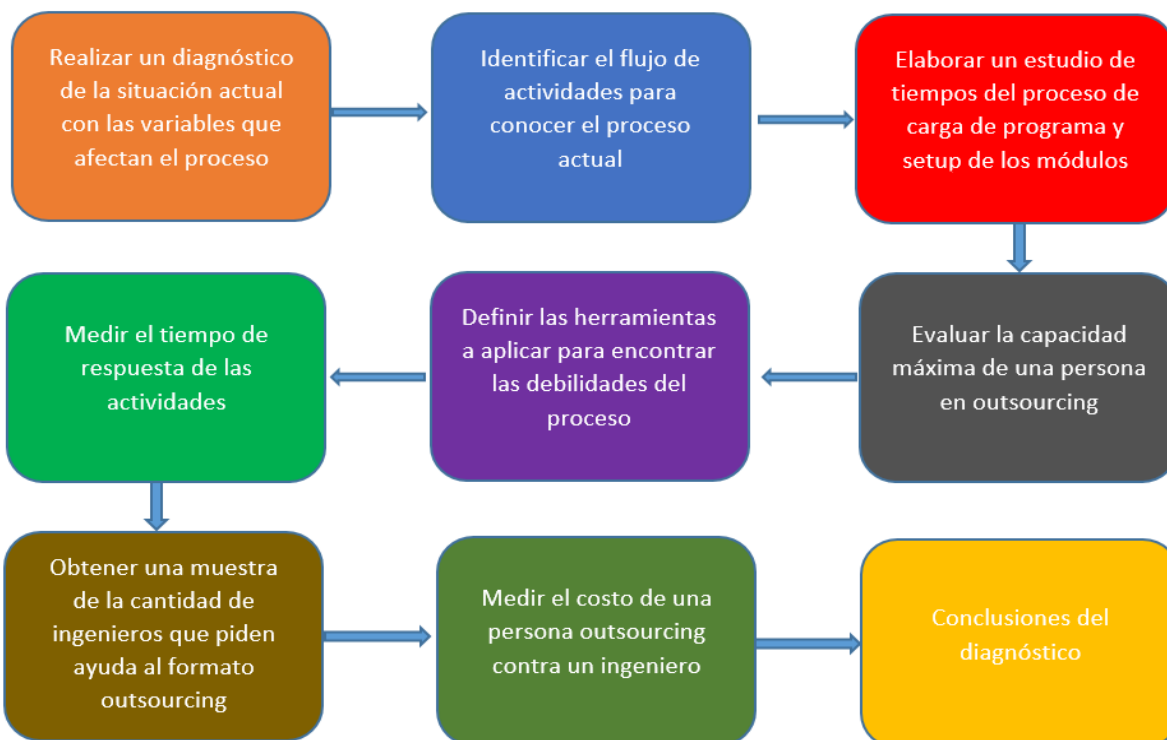 Realizar un diagnóstico
de la situación actual
con las variables que
afectan el proceso
Identificar el flujo de
actividades para
conocer el proceso
actual
Elaborar un estudio de
tiempos del proceso de
carga de programa y
setup de los módulos
Evaluar la capacidad
máxima de una persona
en outsourcing
Definir las herramientas
a aplicar para encontrar
las debilidades del
proceso
Medir el tiempo de
respuesta de las
actividades
Obtener una muestra
de la cantidad de
ingenieros que piden
ayuda al formato
outsourcing
Medir el costo de una
persona outsourcing
contra un ingeniero
Conclusiones del
diagnóstico